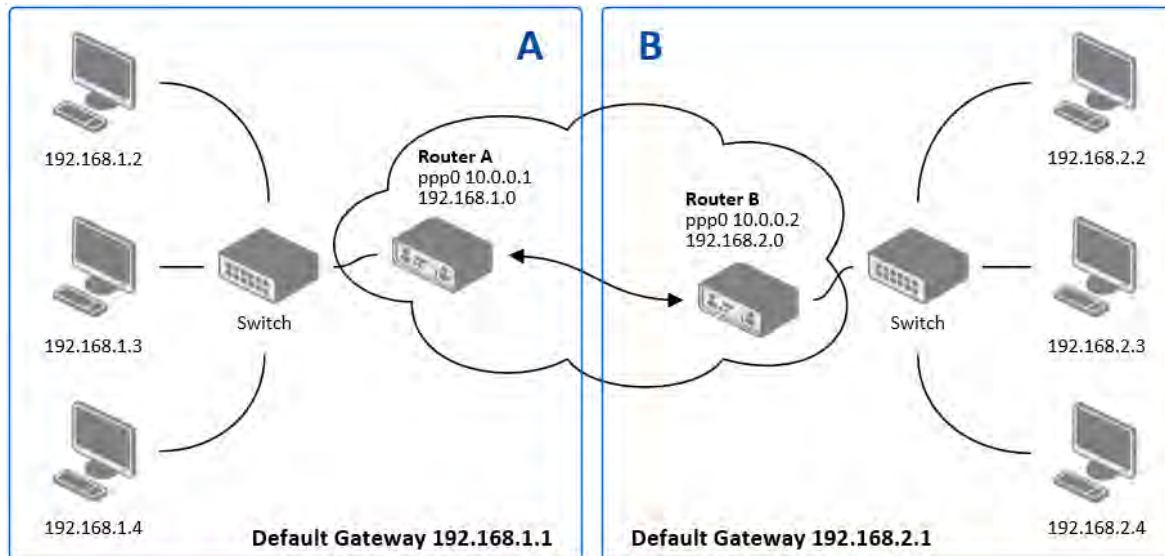 A
B
192.168.1.2
192.168.2.2
Router A
ppp0 10.0.0.1
192.168.1.0
Router B
ppp0 10.0.0.2
192.168.2.0
Switch
Switch
192.168.1.3
192.168.2.3
192.168.1.4
192.168.2.4
Default Gateway 192.168.1.1
Default Gateway 192.168.2.1